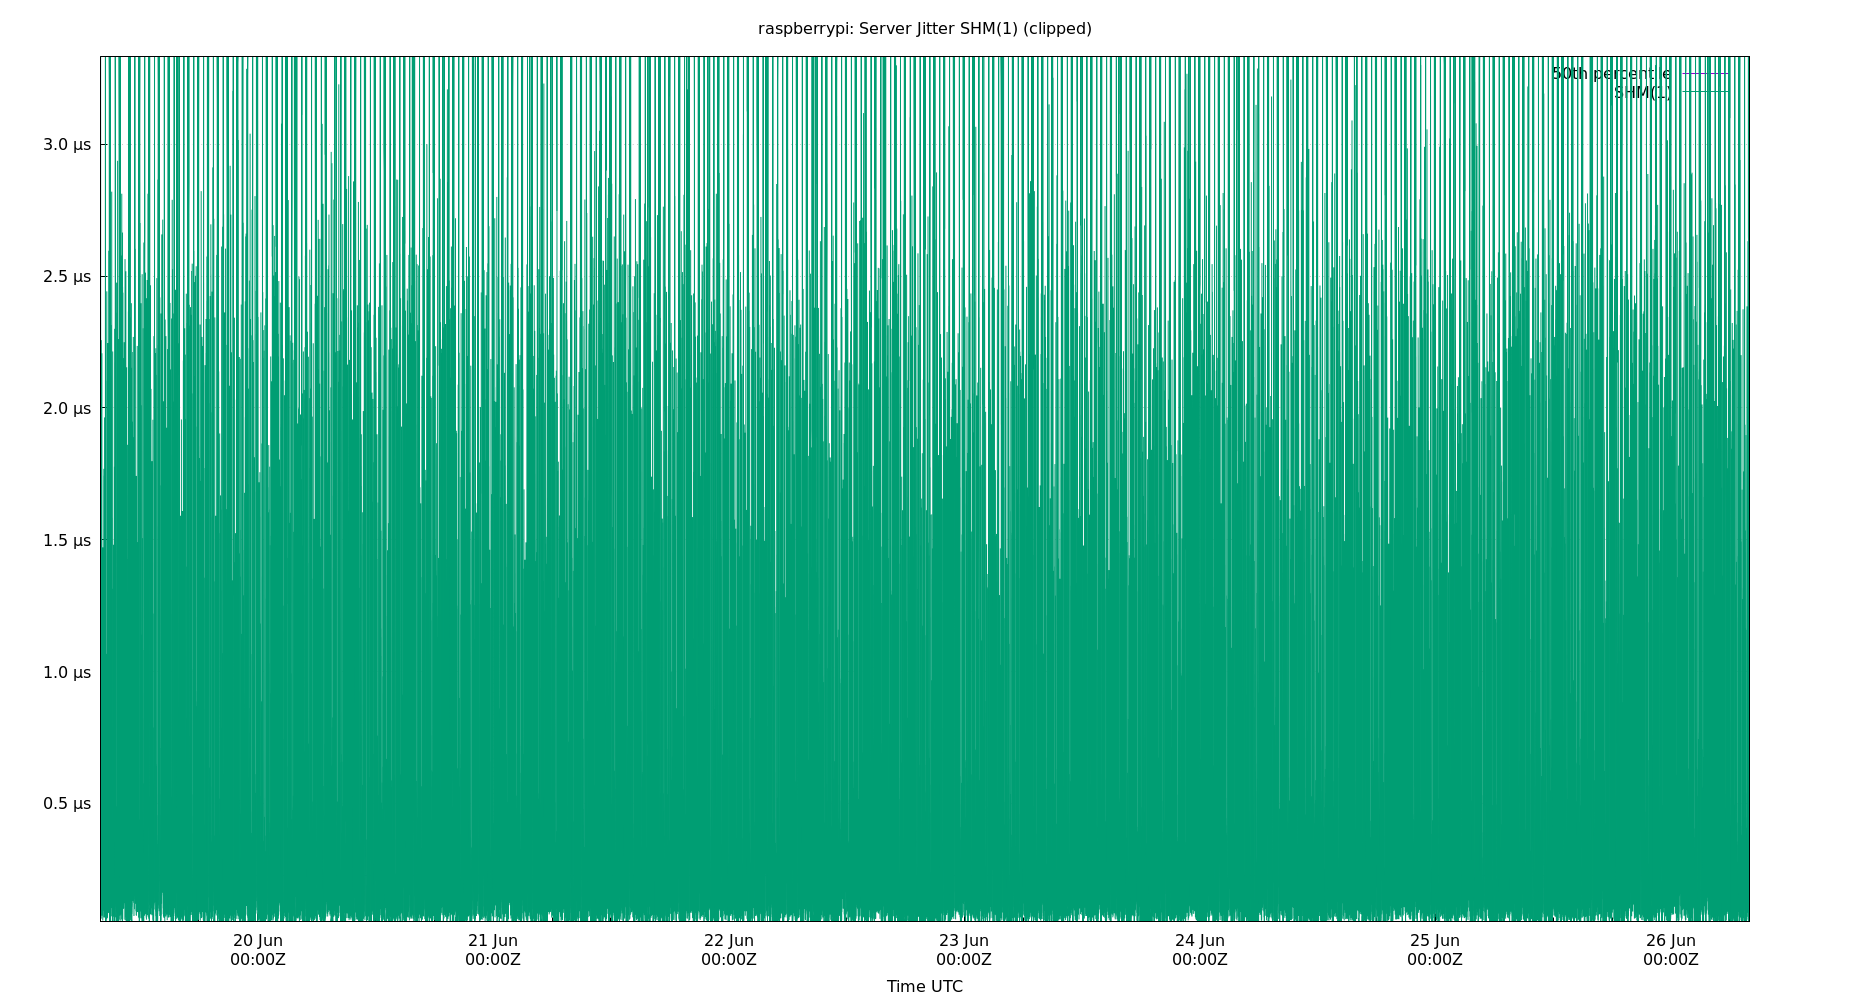 raspberrypi: Server Jitter SHM(1) (clipped)
50th percentile
SHM(1)
3.0 μs
2.5 μs
2.0 μs
1.5 μs
1.0 μs
0.5 μs
20 Jun 21 Jun 22 Jun 23 Jun 24 Jun 25 Jun 26 Jun
00:00Z 00:00Z 00:00Z 00:00Z 00:00Z 00:00Z 00:00Z
Time UTC